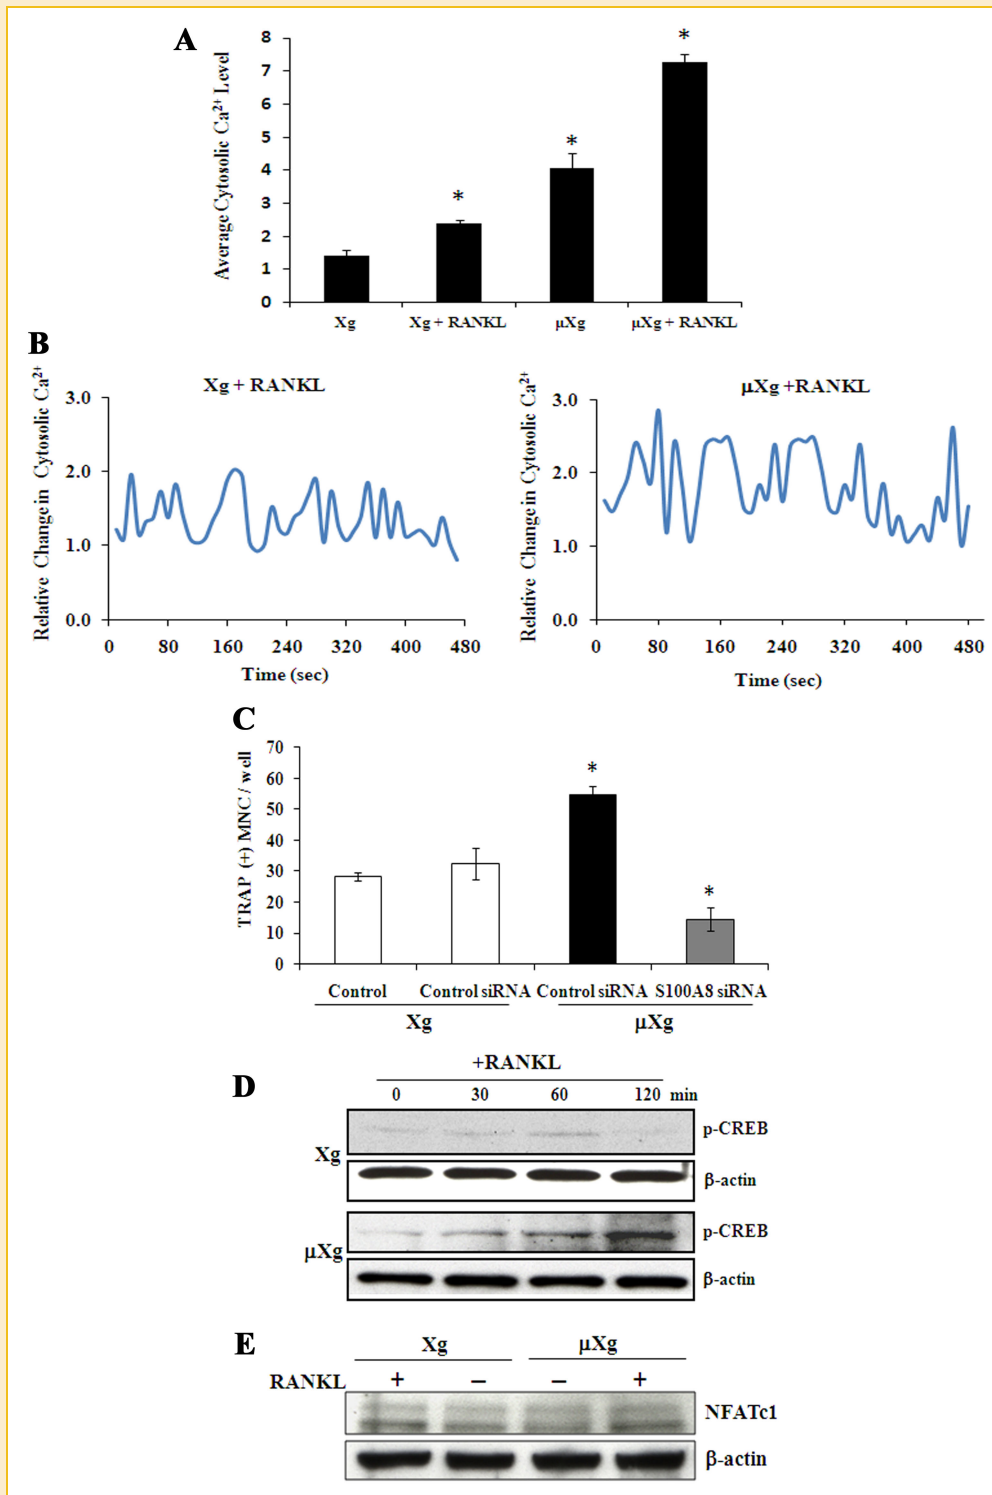 A
Average Cytosolic Ca²⁺ Level
8
7
6
5
4
3
2
1
0
*
*
*
Xg
Xg + RANKL
μXg
μXg + RANKL
B
Relative Change in Cytosolic Ca²⁺
Xg + RANKL
3.0
2.0
1.0
0.0
0 80 160 240 320 400 480
Time (sec)
Relative Change in Cytosolic Ca²⁺
μXg +RANKL
3.0
2.0
1.0
0.0
0 80 160 240 320 400 480
Time (sec)
C
TRAP (+) MNC / well
70
60
50
40
30
20
10
0
*
*
Control Control siRNA Control siRNA S100A8 siRNA
Xg μXg
D
+RANKL
0 30 60 120 min
Xg
p-CREB
β-actin
μXg
p-CREB
β-actin
E
Xg μXg
RANKL + – – +
NFATc1
β-actin